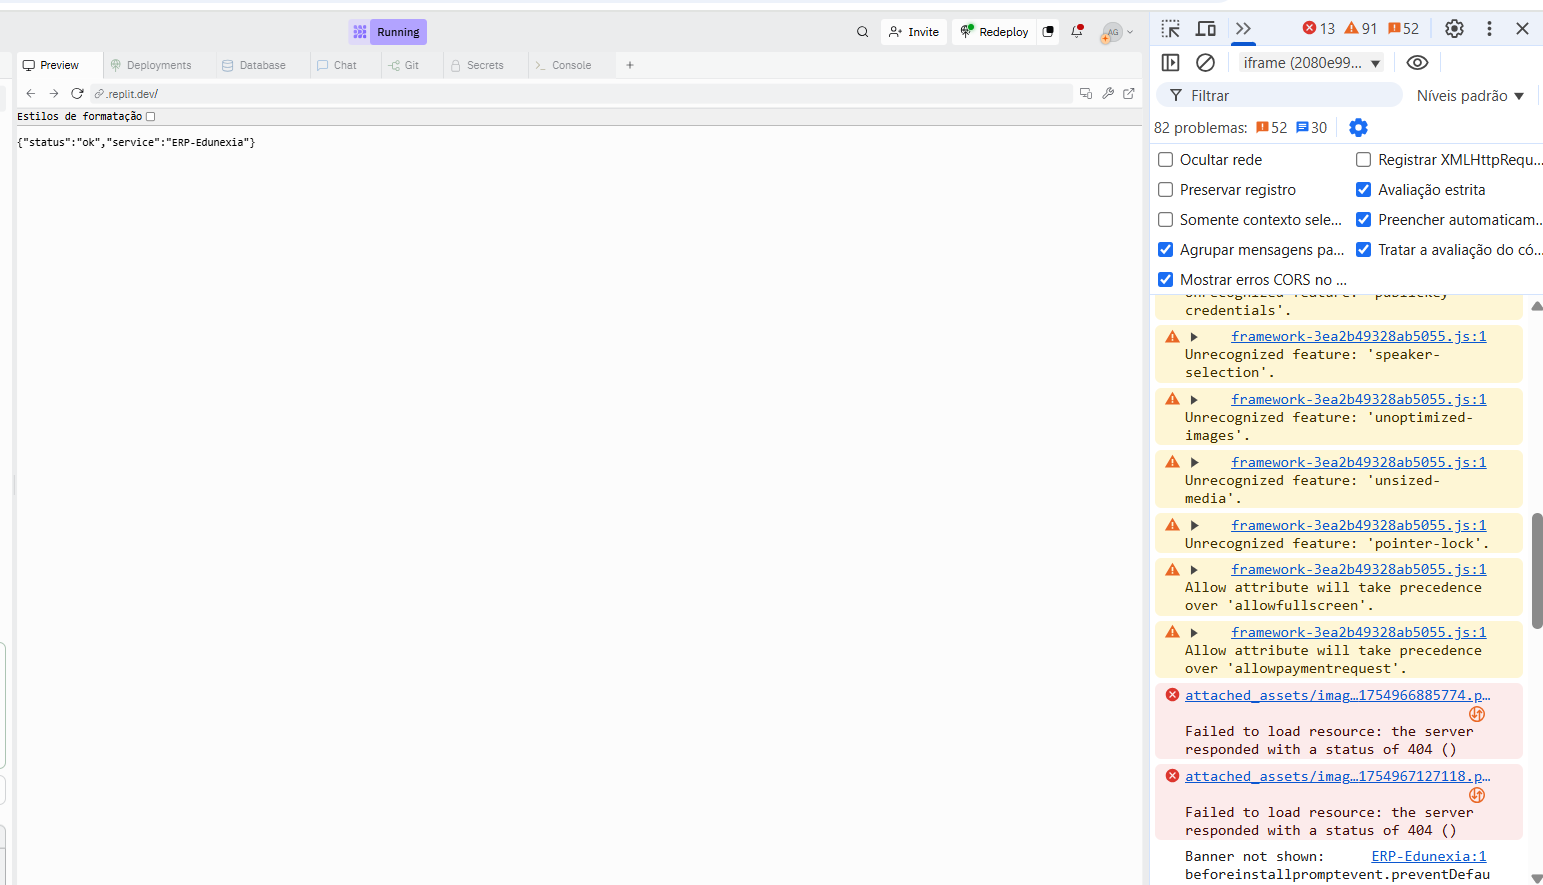 Running
Invite
Redeploy
AG
Preview
Deployments
Database
Chat
Git
Secrets
Console
.replit.dev/
Estilos de formatação
{"status":"ok","service":"ERP-Edunexia"}
13 91 52
iframe (2080e99...
Filtrar
Níveis padrão
82 problemas: 52 30
Ocultar rede
Registrar XMLHttpRequ...
Preservar registro
Avaliação estrita
Somente contexto sele...
Preencher automaticam...
Agrupar mensagens pa...
Tratar a avaliação do có...
Mostrar erros CORS no ...
Unrecognized feature: 'publickey-
credentials'.
framework-3ea2b49328ab5055.js:1
Unrecognized feature: 'speaker-
selection'.
framework-3ea2b49328ab5055.js:1
Unrecognized feature: 'unoptimized-
images'.
framework-3ea2b49328ab5055.js:1
Unrecognized feature: 'unsized-
media'.
framework-3ea2b49328ab5055.js:1
Unrecognized feature: 'pointer-lock'.
framework-3ea2b49328ab5055.js:1
Allow attribute will take precedence
over 'allowfullscreen'.
framework-3ea2b49328ab5055.js:1
Allow attribute will take precedence
over 'allowpaymentrequest'.
attached_assets/imag…1754966885774.p…
Failed to load resource: the server
responded with a status of 404 ()
attached_assets/imag…1754967127118.p…
Failed to load resource: the server
responded with a status of 404 ()
Banner not shown: ERP-Edunexia:1
beforeinstallpromptevent.preventDefau